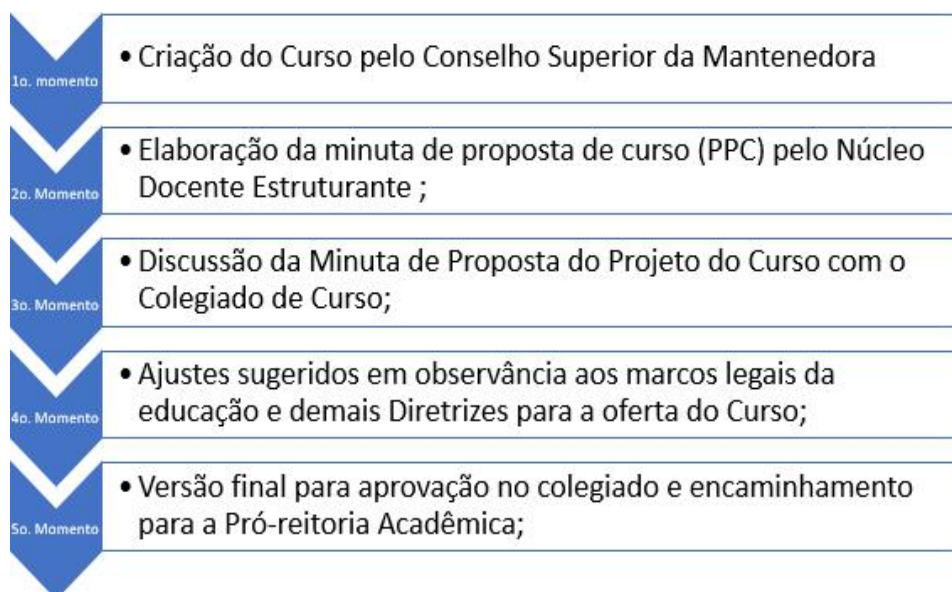 1o. momento
• Criação do Curso pelo Conselho Superior da Mantenedora
2o. Momento
• Elaboração da minuta de proposta de curso (PPC) pelo Núcleo
Docente Estruturante ;
3o. Momento
• Discussão da Minuta de Proposta do Projeto do Curso com o
Colegiado de Curso;
4o. Momento
• Ajustes sugeridos em observância aos marcos legais da
educação e demais Diretrizes para a oferta do Curso;
5o. Momento
• Versão final para aprovação no colegiado e encaminhamento
para a Pró-reitoria Acadêmica;